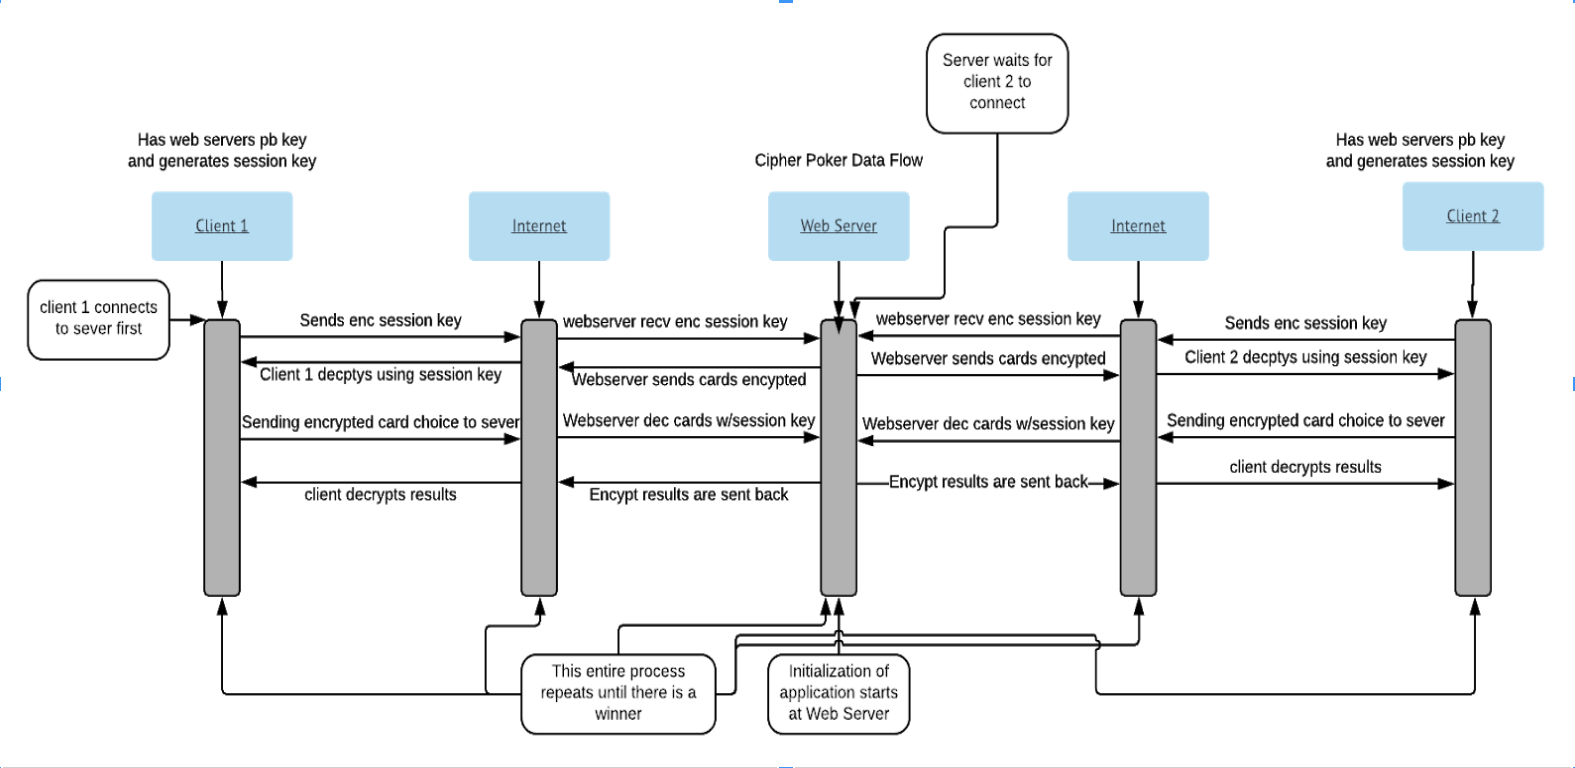 Server waits for
client 2 to
connect
Has web servers pb key
and generates session key
Cipher Poker Data Flow
Has web servers pb key
and generates session key
Client 1
Internet
Web Server
Internet
Client 2
client 1 connects
to sever first
Sends enc session key
webserver recv enc session key
webserver recv enc session key
Sends enc session key
Client 1 decptys using session key
Webserver sends cards encypted
Webserver sends cards encypted
Client 2 decptys using session key
Sending encrypted card choice to sever
Webserver dec cards w/session key
Webserver dec cards w/session key
Sending encrypted card choice to sever
client decrypts results
Encypt results are sent back
Encypt results are sent back
client decrypts results
This entire process
repeats until there is a
winner
Initialization of
application starts
at Web Server